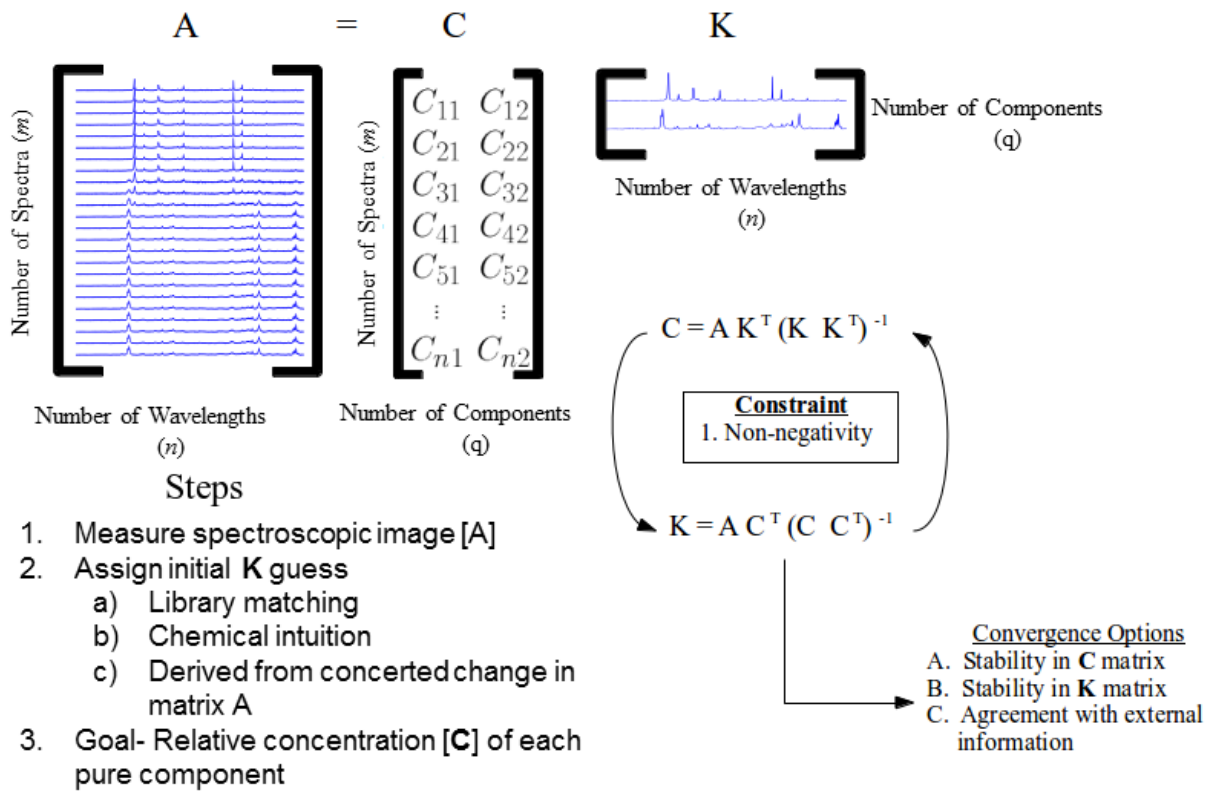 A = C K
Number of Spectra (m)
Number of Spectra (m)
C11 C12
C21 C22
C31 C32
C41 C42
C51 C52
⋮ ⋮
Cn1 Cn2
Number of Components
(q)
Number of Wavelengths
(n)
Number of Wavelengths
(n)
Number of Components
(q)
Steps
1. Measure spectroscopic image [A]
2. Assign initial K guess
a) Library matching
b) Chemical intuition
c) Derived from concerted change in
matrix A
3. Goal- Relative concentration [C] of each
pure component
C = A K^T (K K^T)^-1
Constraint
1. Non-negativity
K = A C^T (C C^T)^-1
Convergence Options
A. Stability in C matrix
B. Stability in K matrix
C. Agreement with external
information